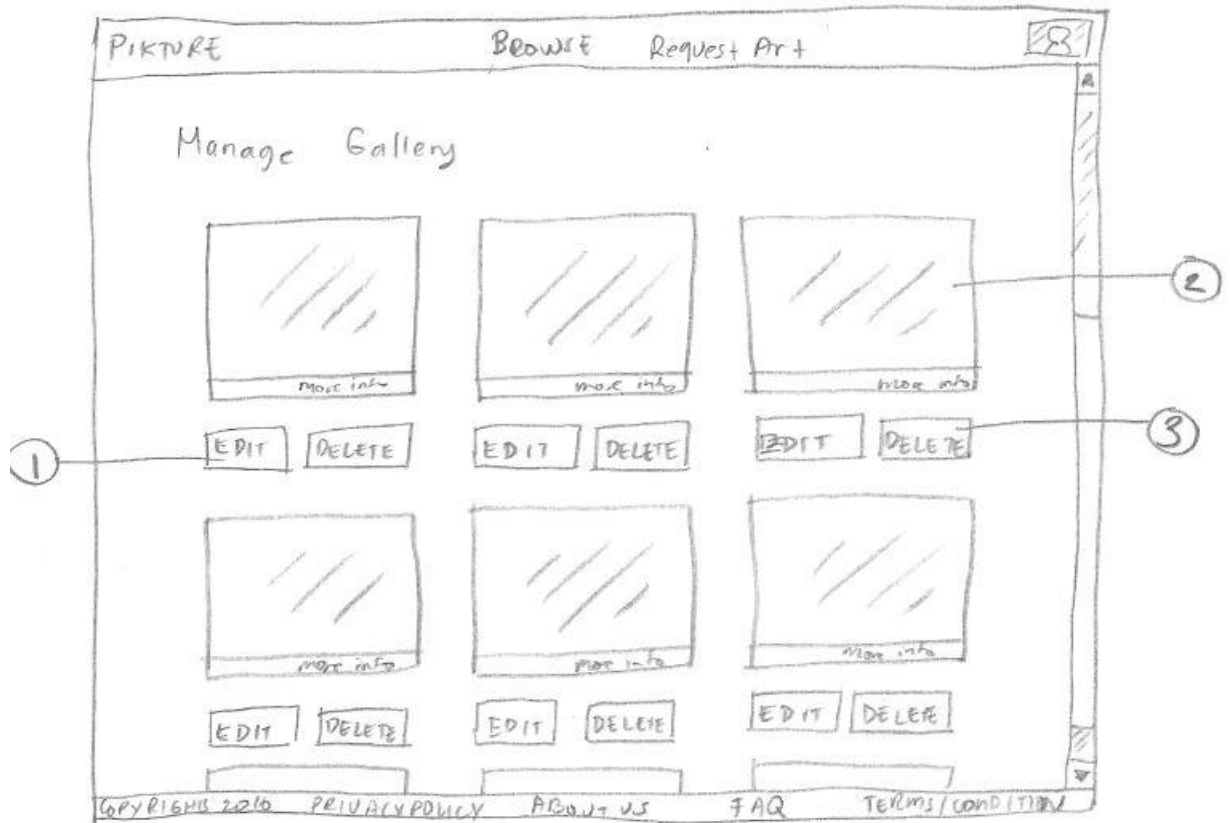 PIKTURE BROWSE Request Art
Manage Gallery
2
more info more info more info
EDIT DELETE EDIT DELETE EDIT DELETE
3
1
more info more info more info
EDIT DELETE EDIT DELETE EDIT DELETE
COPYRIGHTS 2016 PRIVACY POLICY ABOUT US FAQ TERMS/CONDITION